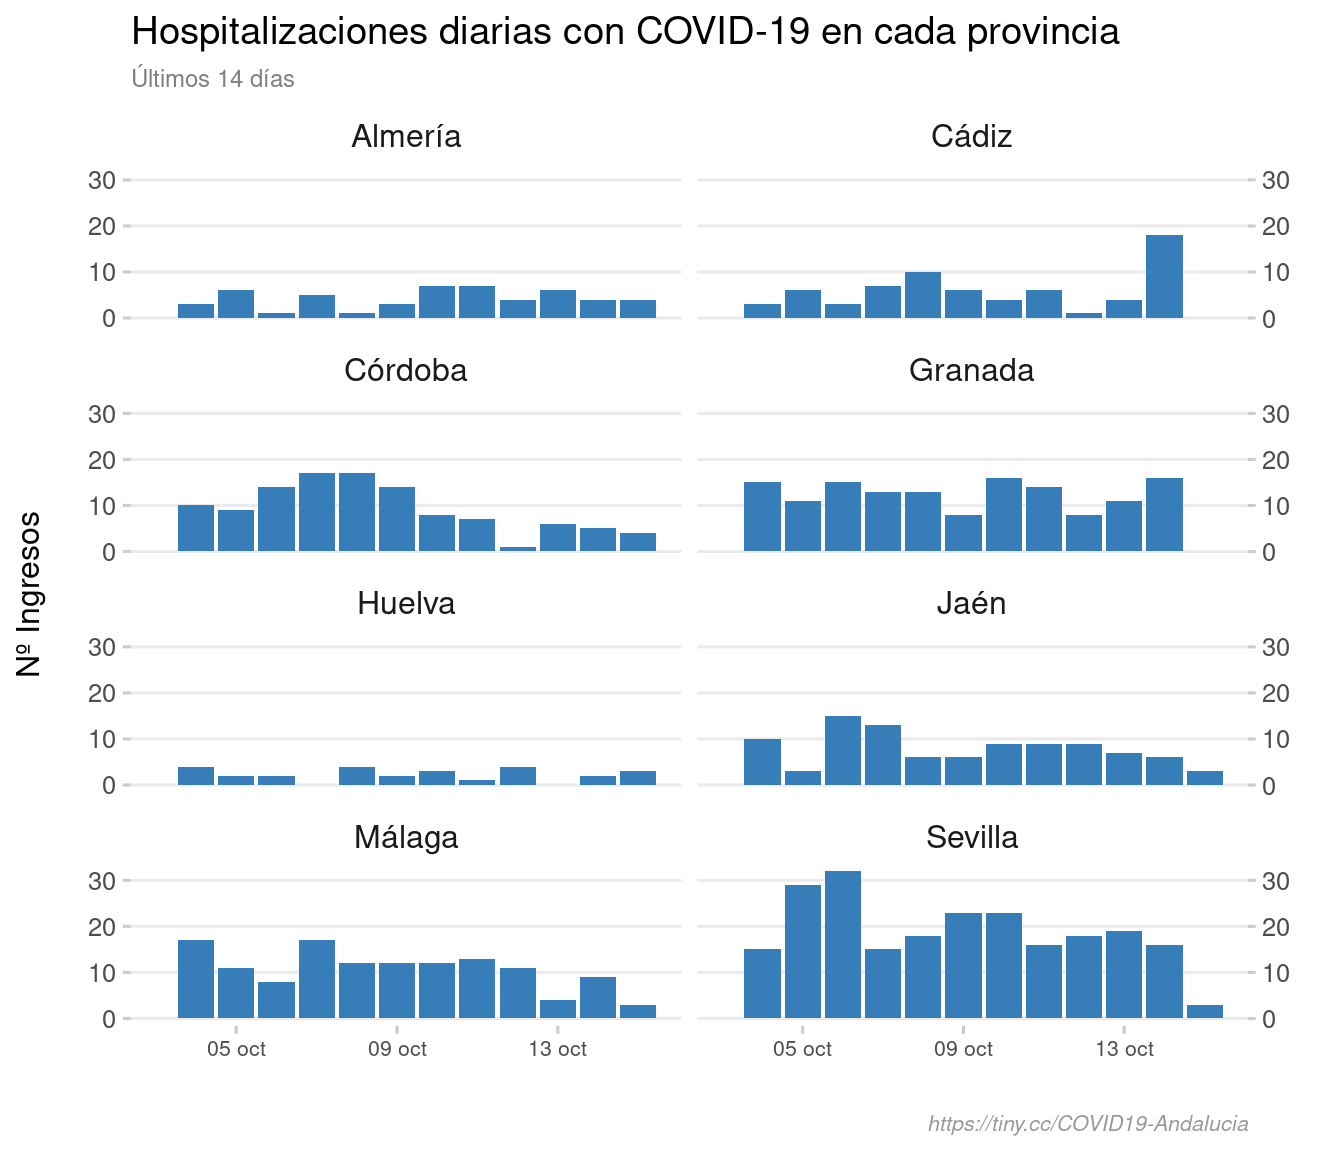 Hospitalizaciones diarias con COVID-19 en cada provincia
Últimos 14 días
Almería
Cádiz
30
20
10
0
30
20
10
0
Córdoba
Granada
30
20
10
0
30
20
10
0
Nº Ingresos
Huelva
Jaén
30
20
10
0
30
20
10
0
Málaga
Sevilla
30
20
10
0
30
20
10
0
05 oct 09 oct 13 oct
05 oct 09 oct 13 oct
https://tiny.cc/COVID19-Andalucia